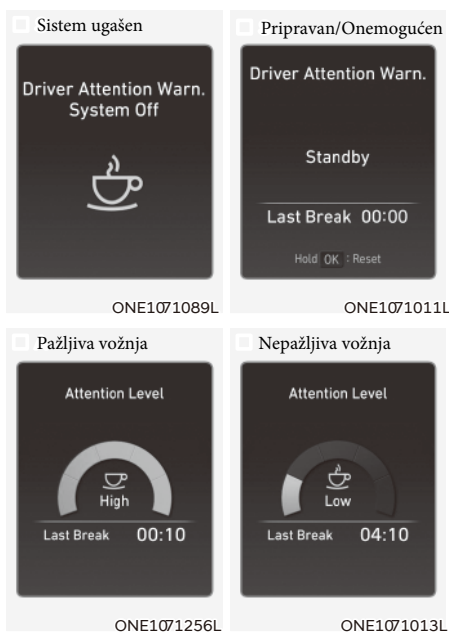 Sistem ugašen
Driver Attention Warn.
System Off
ONE1071089L
Pripravan/Onemogućen
Driver Attention Warn.
Standby
Last Break 00:00
Hold OK : Reset
ONE1071011L
Pažljiva vožnja
Attention Level
High
Last Break 00:10
ONE1071256L
Nepažljiva vožnja
Attention Level
Low
Last Break 04:10
ONE1071013L